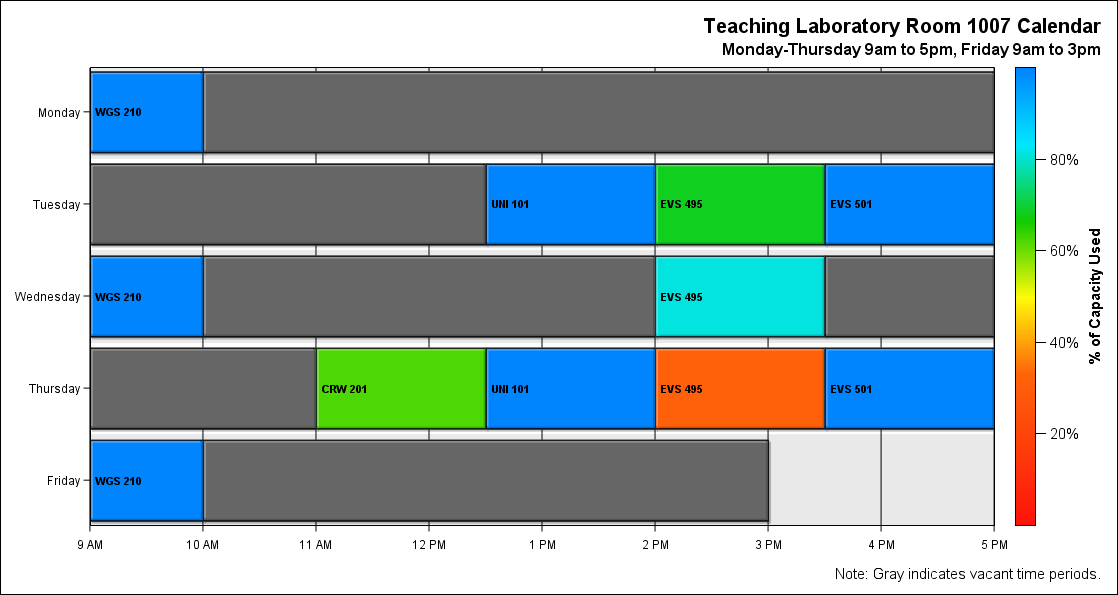 Teaching Laboratory Room 1007 Calendar
Monday-Thursday 9am to 5pm, Friday 9am to 3pm
Monday
WGS 210
Tuesday
UNI 101
EVS 495
EVS 501
Wednesday
WGS 210
EVS 495
Thursday
CRW 201
UNI 101
EVS 495
EVS 501
Friday
WGS 210
9 AM
10 AM
11 AM
12 PM
1 PM
2 PM
3 PM
4 PM
5 PM
80%
60%
40%
20%
% of Capacity Used
Note: Gray indicates vacant time periods.